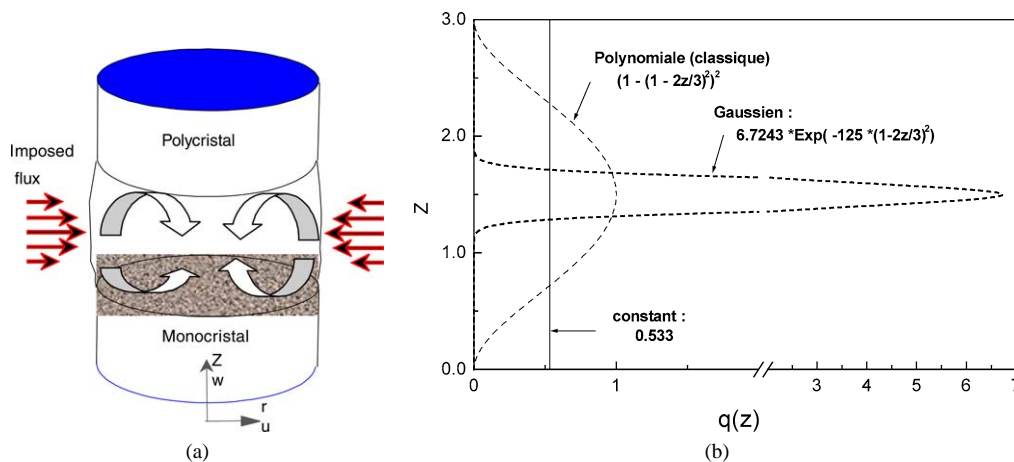 Polycristal
Imposed
flux
Monocristal
Z
w
r
u
(a)
3.0
2.0
1.0
0.0
Z
Polynomiale (classique)
(1 - (1 - 2z/3)²)²
Gaussien :
6.7243 *Exp( -125 *(1-2z/3)²)
constant :
0.533
0
1
3
4
5
6
7
q(z)
(b)